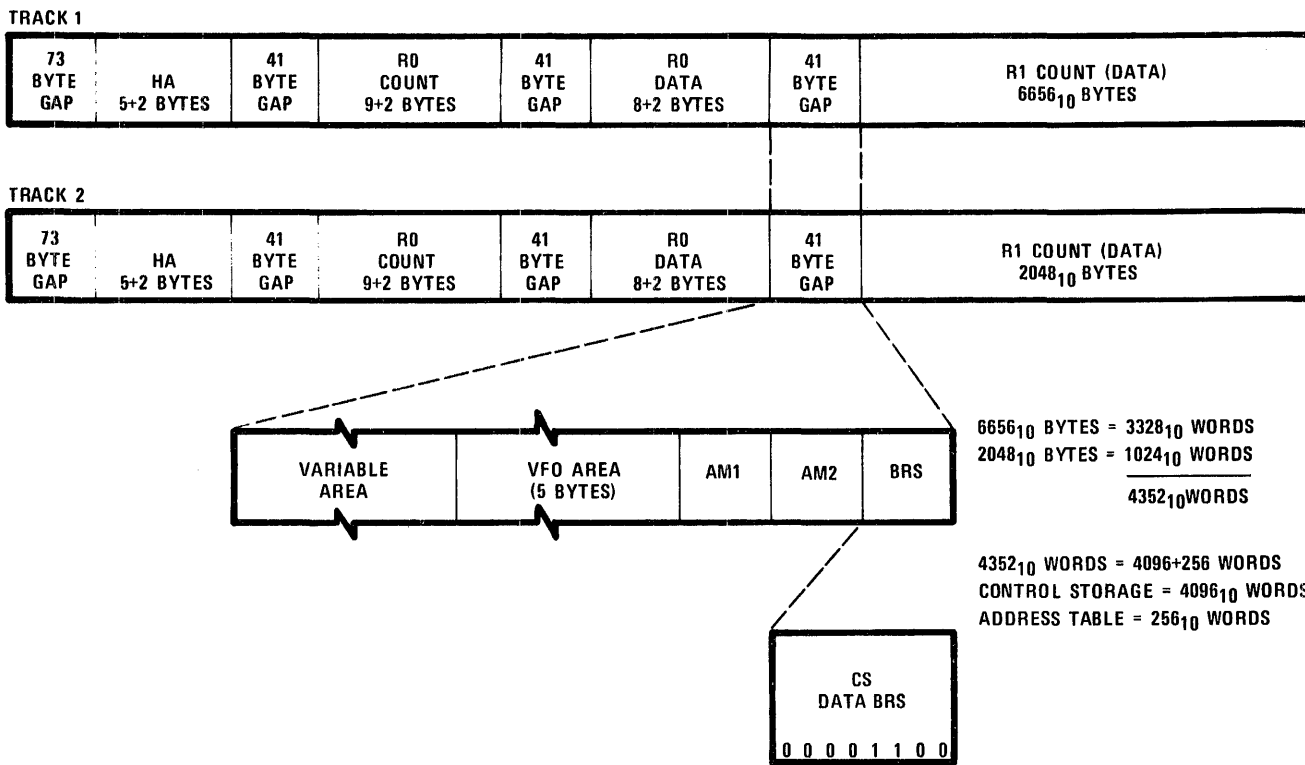 TRACK 1
73 BYTE GAP
HA 5+2 BYTES
41 BYTE GAP
R0 COUNT 9+2 BYTES
41 BYTE GAP
R0 DATA 8+2 BYTES
41 BYTE GAP
R1 COUNT (DATA) 6656₁₀ BYTES
TRACK 2
73 BYTE GAP
HA 5+2 BYTES
41 BYTE GAP
R0 COUNT 9+2 BYTES
41 BYTE GAP
R0 DATA 8+2 BYTES
41 BYTE GAP
R1 COUNT (DATA) 2048₁₀ BYTES
VARIABLE AREA
VFO AREA (5 BYTES)
AM1
AM2
BRS
6656₁₀ BYTES = 3328₁₀ WORDS
2048₁₀ BYTES = 1024₁₀ WORDS
4352₁₀WORDS
4352₁₀ WORDS = 4096+256 WORDS
CONTROL STORAGE = 4096₁₀ WORDS
ADDRESS TABLE = 256₁₀ WORDS
CS
DATA BRS
0 0 0 0 1 1 0 0